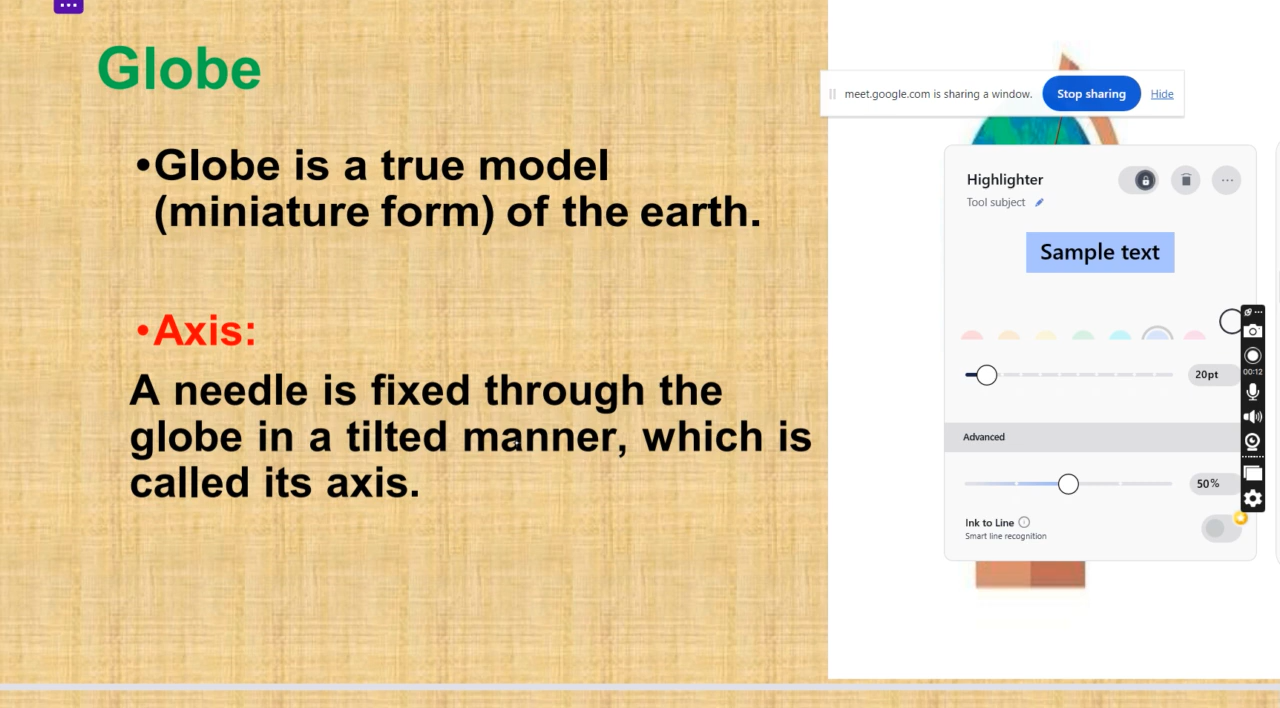 Globe
•Globe is a true model
(miniature form) of the earth.
•Axis:
A needle is fixed through the
globe in a tilted manner, which is
called its axis.
meet.google.com is sharing a window. Stop sharing Hide
Highlighter
Tool subject
Sample text
20pt
00:12
Advanced
50%
Ink to Line
Smart line recognition